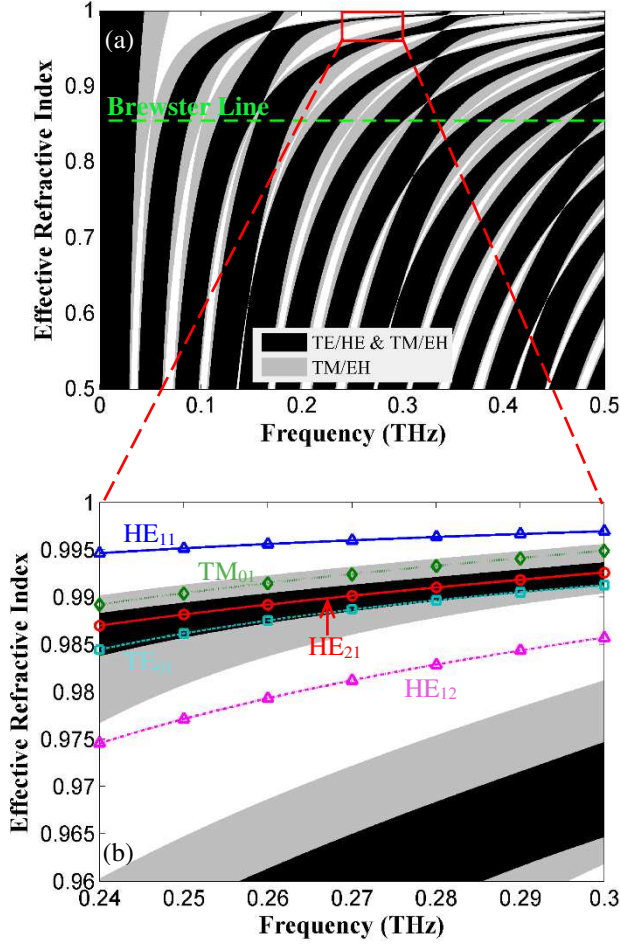 (a)
Brewster Line
Effective Refractive Index
1
0.9
0.8
0.7
0.6
0.5
TE/HE & TM/EH
TM/EH
0 0.1 0.2 0.3 0.4 0.5
Frequency (THz)
1
0.995
0.99
0.985
0.98
0.975
0.97
0.965
0.96
Effective Refractive Index
HE₁₁
TM₀₁
TE₀₁
HE₂₁
HE₁₂
(b)
0.24 0.25 0.26 0.27 0.28 0.29 0.3
Frequency (THz)